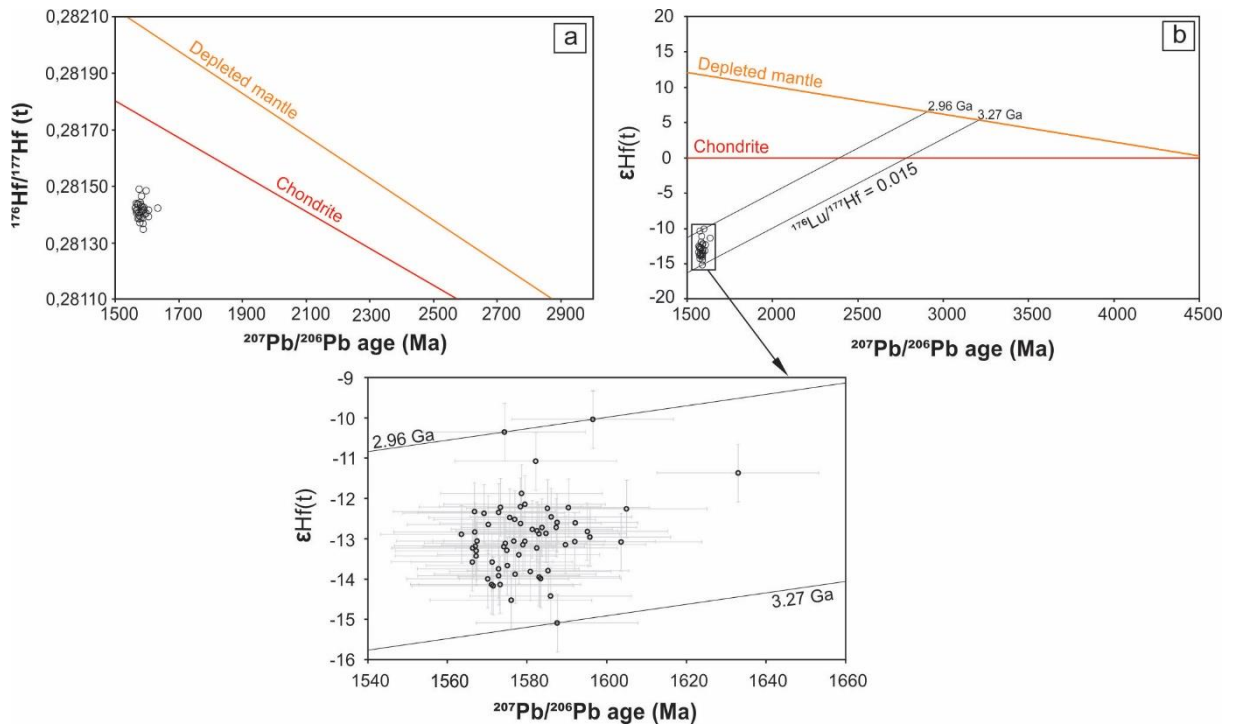 0,28210
0,28190
0,28170
0,28150
0,28130
0,28110
¹⁷⁶Hf/¹⁷⁷Hf (t)
a
Depleted mantle
Chondrite
1500 1700 1900 2100 2300 2500 2700 2900
²⁰⁷Pb/²⁰⁶Pb age (Ma)
20
15
10
5
0
-5
-10
-15
-20
εHf(t)
b
Depleted mantle
2.96 Ga
3.27 Ga
Chondrite
¹⁷⁶Lu/¹⁷⁷Hf = 0.015
1500 2000 2500 3000 3500 4000 4500
²⁰⁷Pb/²⁰⁶Pb age (Ma)
-9
-10
-11
-12
-13
-14
-15
-16
εHf(t)
2.96 Ga
3.27 Ga
1540 1560 1580 1600 1620 1640 1660
²⁰⁷Pb/²⁰⁶Pb age (Ma)